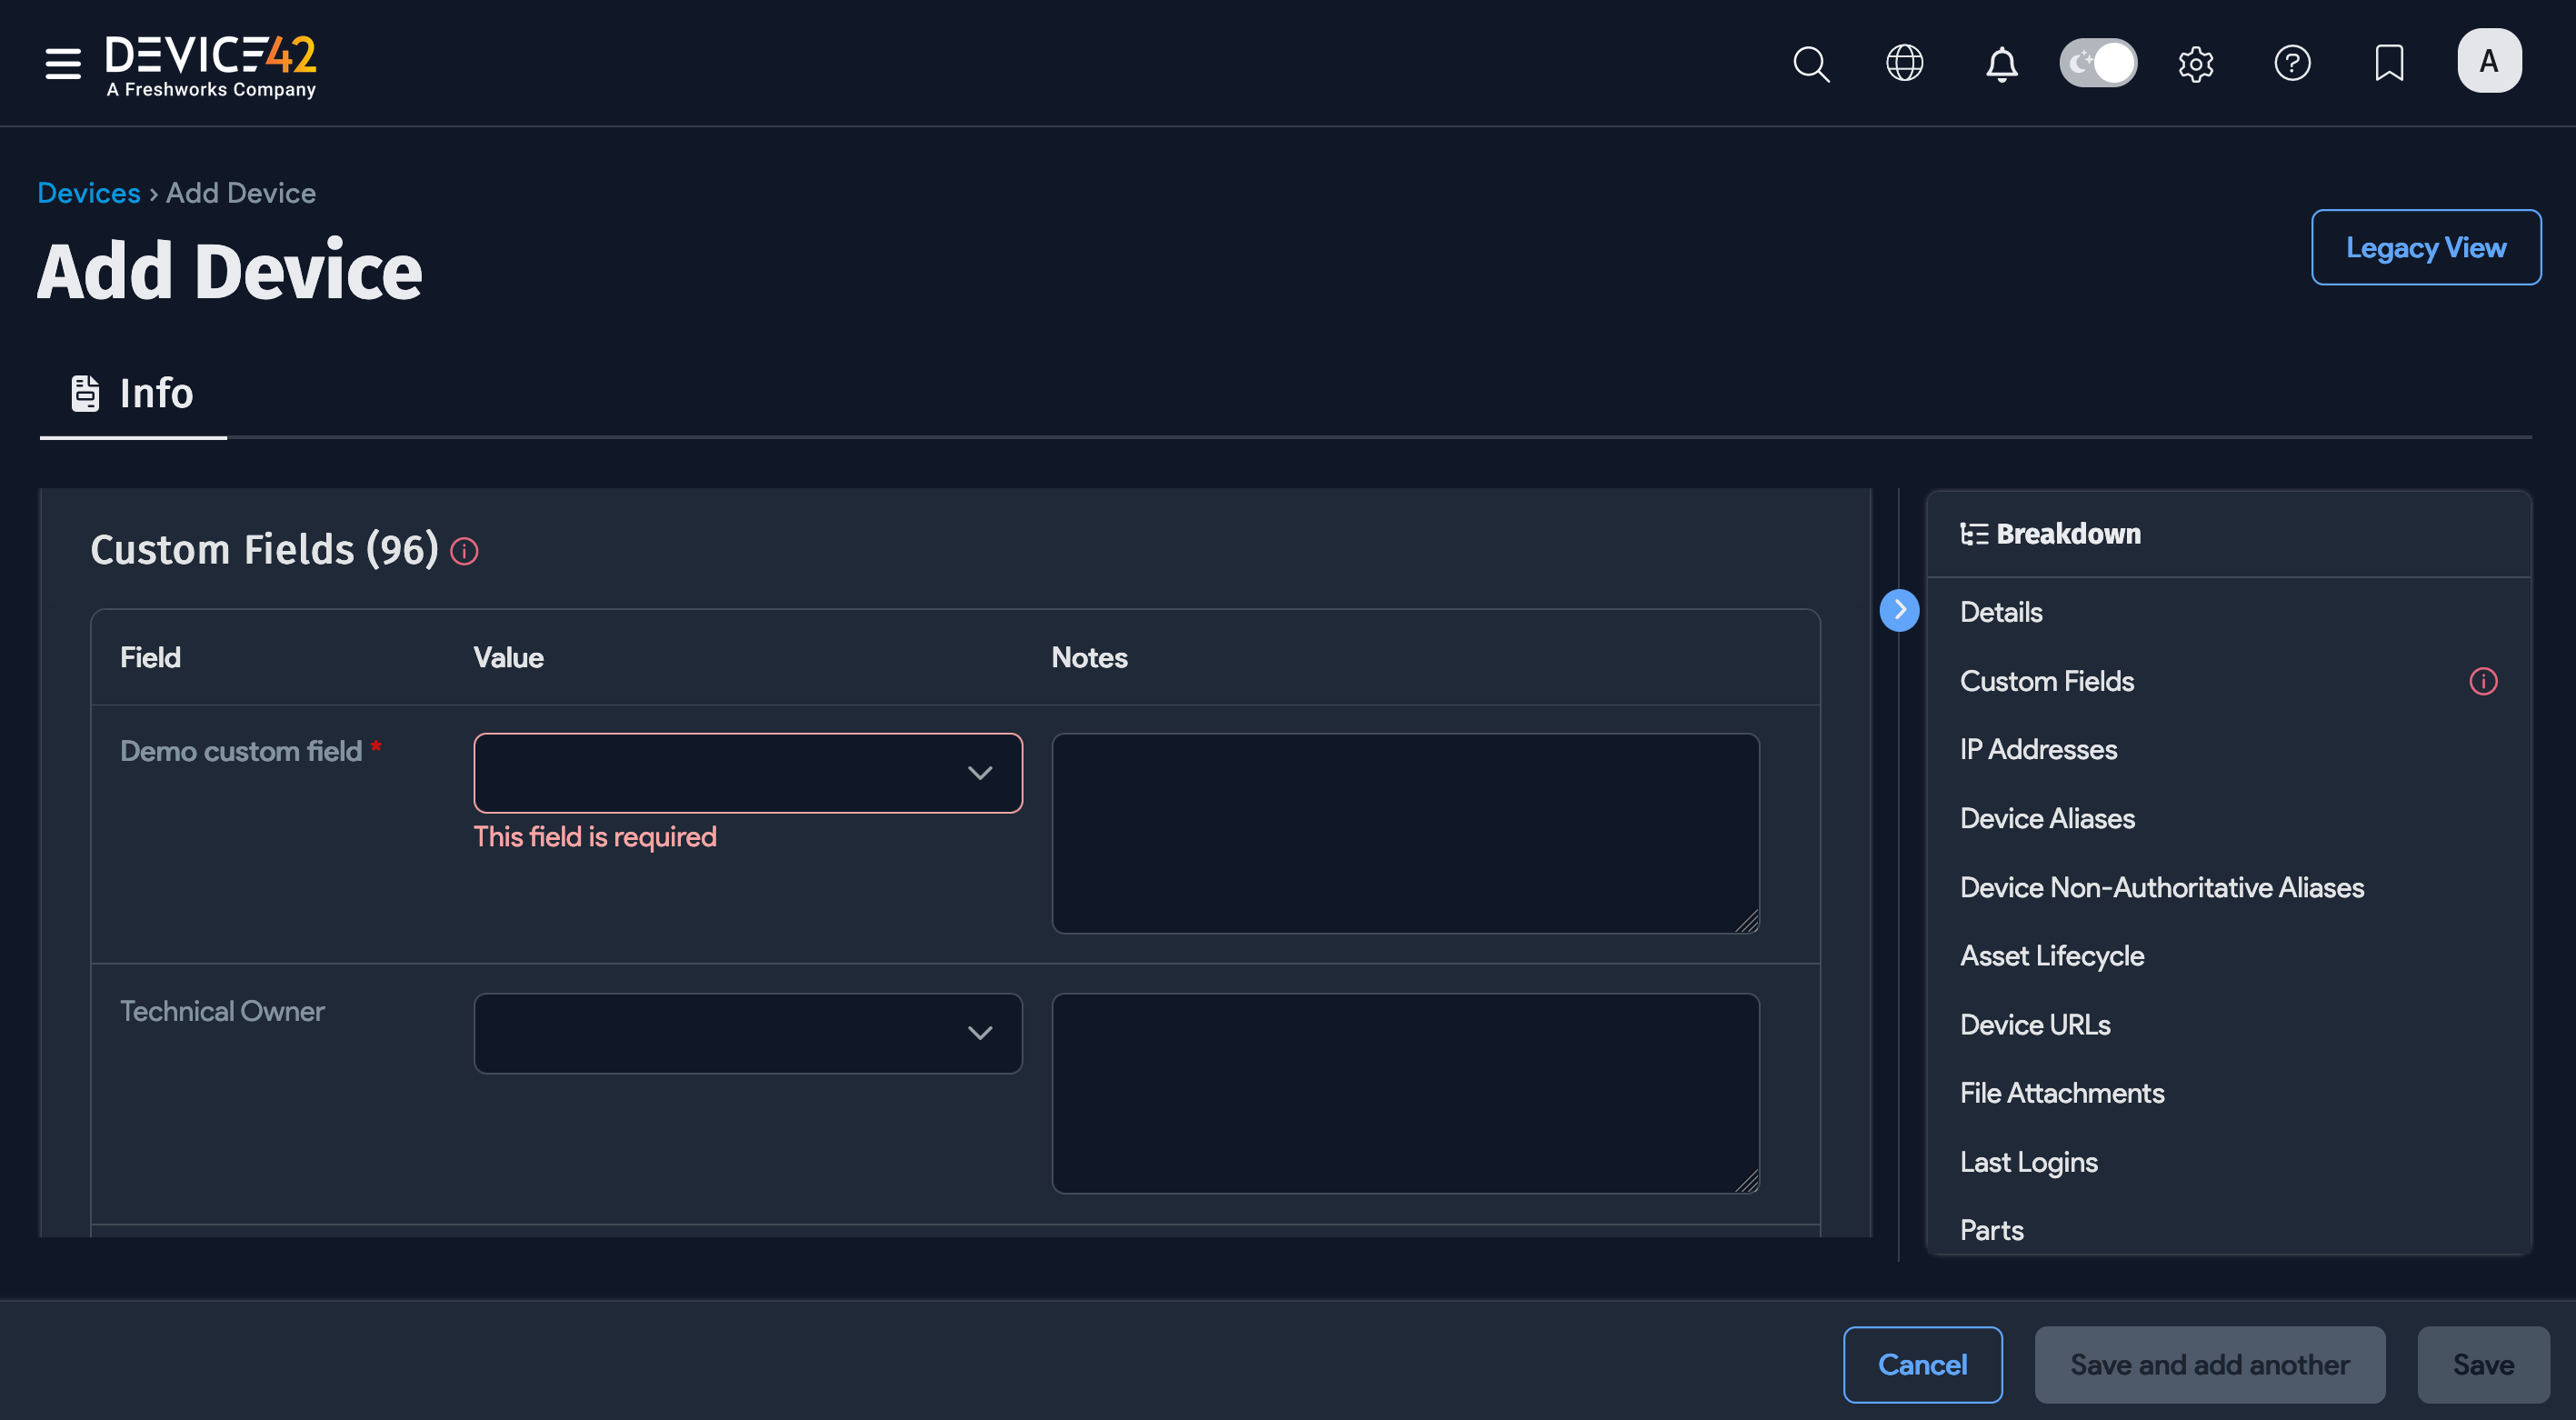 DEVICE42
A Freshworks Company
A
Devices › Add Device
Add Device
Legacy View
Info
Custom Fields (96)
Field Value Notes
Demo custom field *
This field is required
Technical Owner
Breakdown
Details
Custom Fields
IP Addresses
Device Aliases
Device Non-Authoritative Aliases
Asset Lifecycle
Device URLs
File Attachments
Last Logins
Parts
Cancel
Save and add another
Save